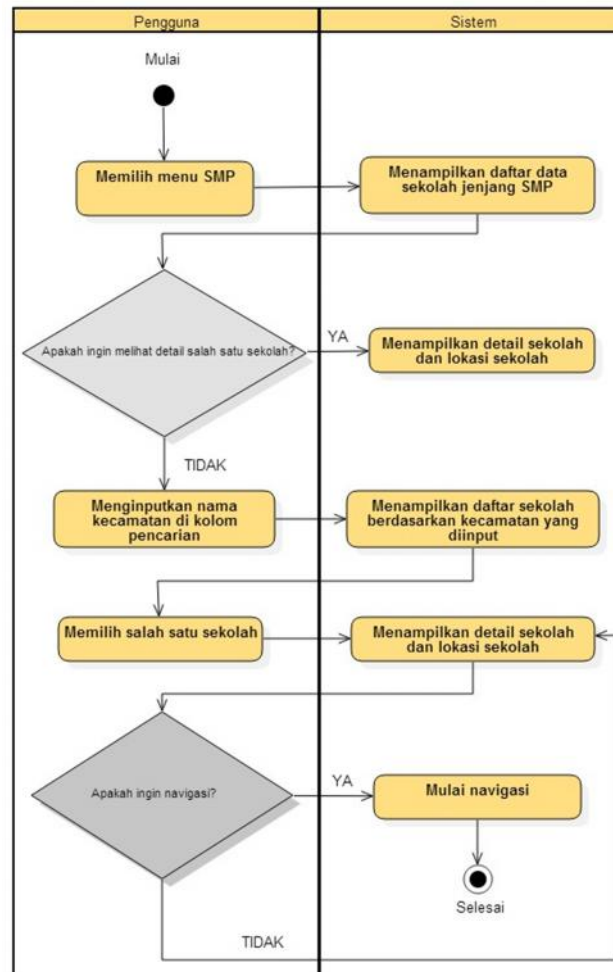 Pengguna
Sistem
Mulai
Memilih menu SMP
Menampilkan daftar data
sekolah jenjang SMP
Apakah ingin melihat detail salah satu sekolah?
YA
Menampilkan detail sekolah
dan lokasi sekolah
TIDAK
Menginputkan nama
kecamatan di kolom
pencarian
Menampilkan daftar sekolah
berdasarkan kecamatan yang
diinput
Memilih salah satu sekolah
Menampilkan detail sekolah
dan lokasi sekolah
Apakah ingin navigasi?
YA
Mulai navigasi
Selesai
TIDAK